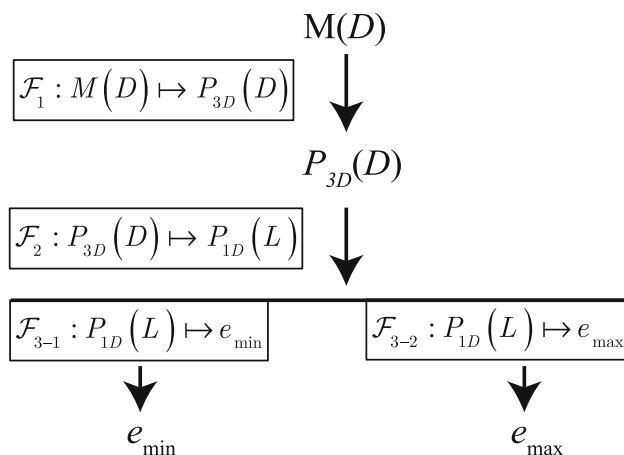 M(D)
ℱ₁ : M(D) ↦ P₃D(D)
P₃D(D)
ℱ₂ : P₃D(D) ↦ P₁D(L)
ℱ₃₋₁ : P₁D(L) ↦ e_min
ℱ₃₋₂ : P₁D(L) ↦ e_max
e_min
e_max